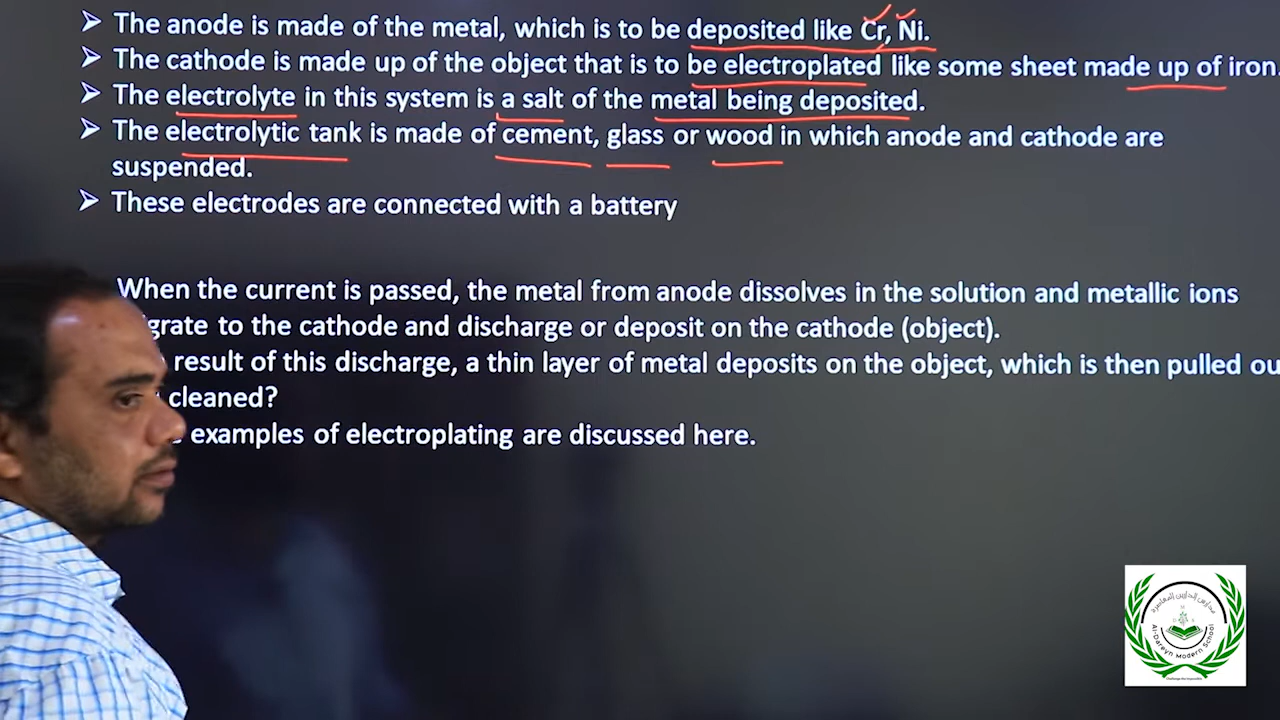 ➢ The anode is made of the metal, which is to be deposited like Cr, Ni.
➢ The cathode is made up of the object that is to be electroplated like some sheet made up of iron.
➢ The electrolyte in this system is a salt of the metal being deposited.
➢ The electrolytic tank is made of cement, glass or wood in which anode and cathode are
suspended.
➢ These electrodes are connected with a battery
When the current is passed, the metal from anode dissolves in the solution and metallic ions
grate to the cathode and discharge or deposit on the cathode (object).
result of this discharge, a thin layer of metal deposits on the object, which is then pulled ou
cleaned?
examples of electroplating are discussed here.
Al-Dareyn Modern School